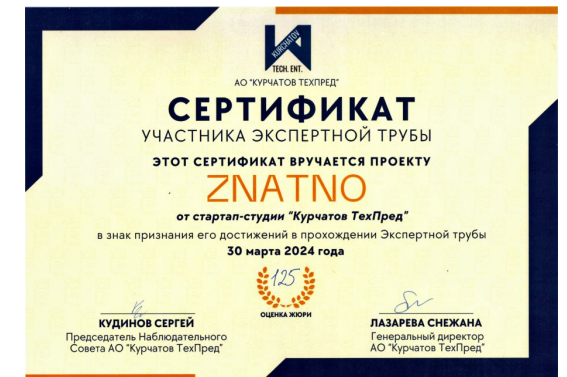 KURCHATOV
TECH. ENT.
АО "КУРЧАТОВ ТЕХПРЕД"
СЕРТИФИКАТ
УЧАСТНИКА ЭКСПЕРТНОЙ ТРУБЫ
ЭТОТ СЕРТИФИКАТ ВРУЧАЕТСЯ ПРОЕКТУ
ZNATNO
от стартап-студии "Курчатов ТехПред"
в знак признания его достижений в прохождении Экспертной трубы
30 марта 2024 года
125
ОЦЕНКА ЖЮРИ
КУДИНОВ СЕРГЕЙ
Председатель Наблюдательного
Совета АО "Курчатов ТехПред"
ЛАЗАРЕВА СНЕЖАНА
Генеральный директор
АО "Курчатов ТехПред"